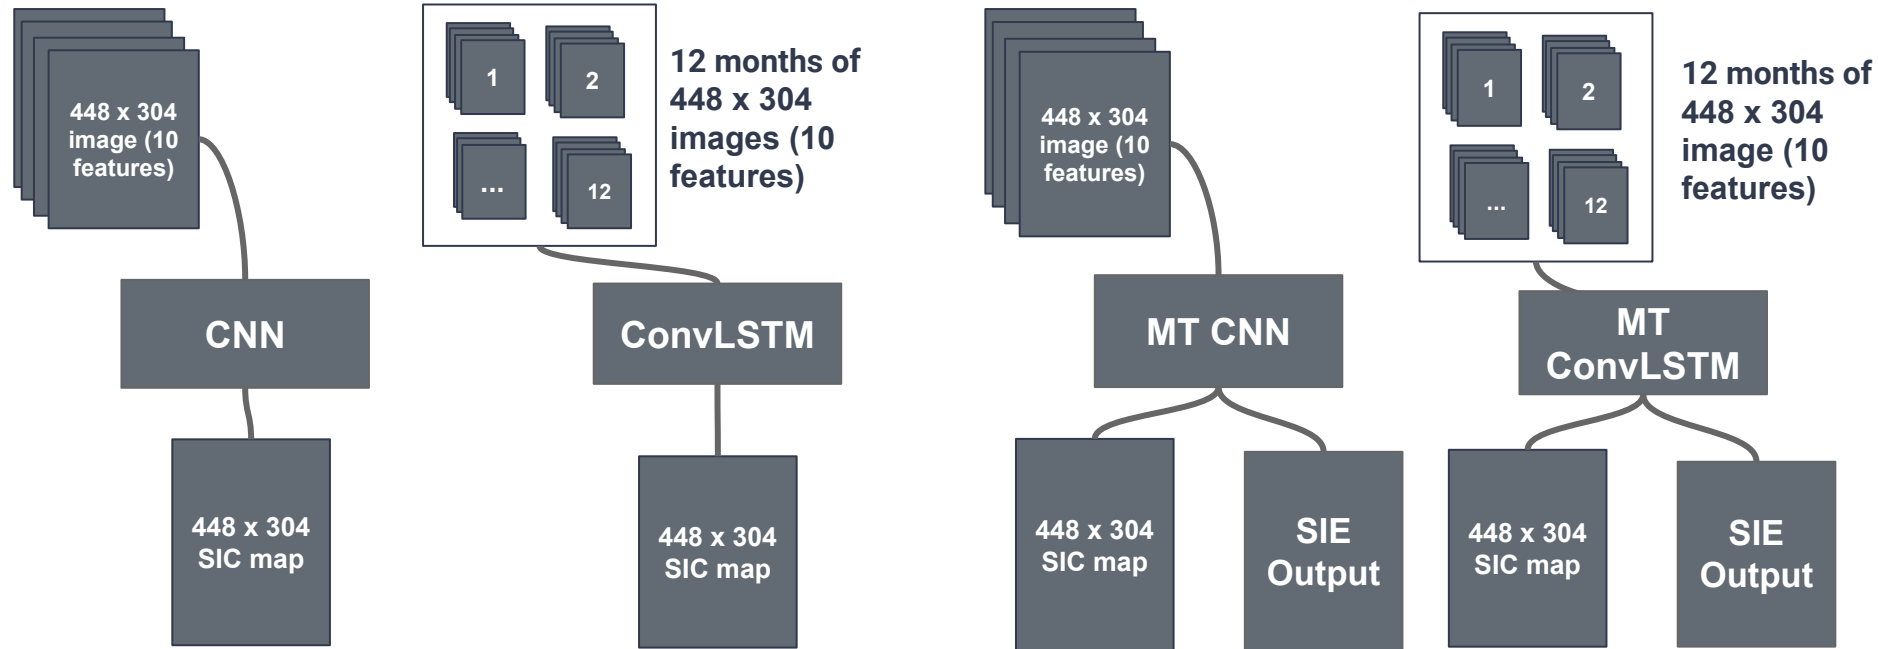 448 x 304
image (10
features)
CNN
448 x 304
SIC map
1
2
...
12
12 months of
448 x 304
images (10
features)
ConvLSTM
448 x 304
SIC map
448 x 304
image (10
features)
MT CNN
448 x 304
SIC map
SIE
Output
1
2
...
12
12 months of
448 x 304
image (10
features)
MT
ConvLSTM
448 x 304
SIC map
SIE
Output